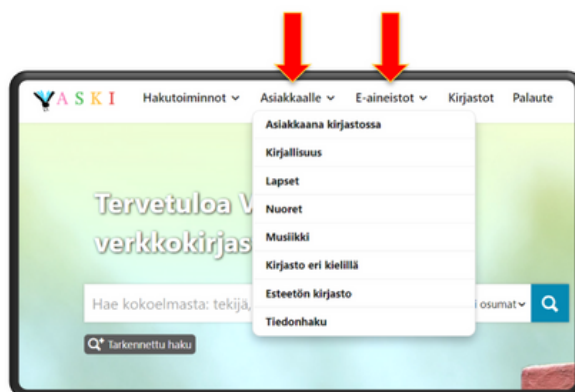 VASKI Hakutoiminnot Asiakkaalle E-aineistot Kirjastot Palaute
Asiakkaana kirjastossa
Kirjallisuus
Lapset
Nuoret
Musiikki
Kirjasto eri kielillä
Esteetön kirjasto
Tiedonhaku
Tervetuloa V
verkkokirjas
Hae kokoelmasta: tekijä, i osumat
Tarkennettu haku